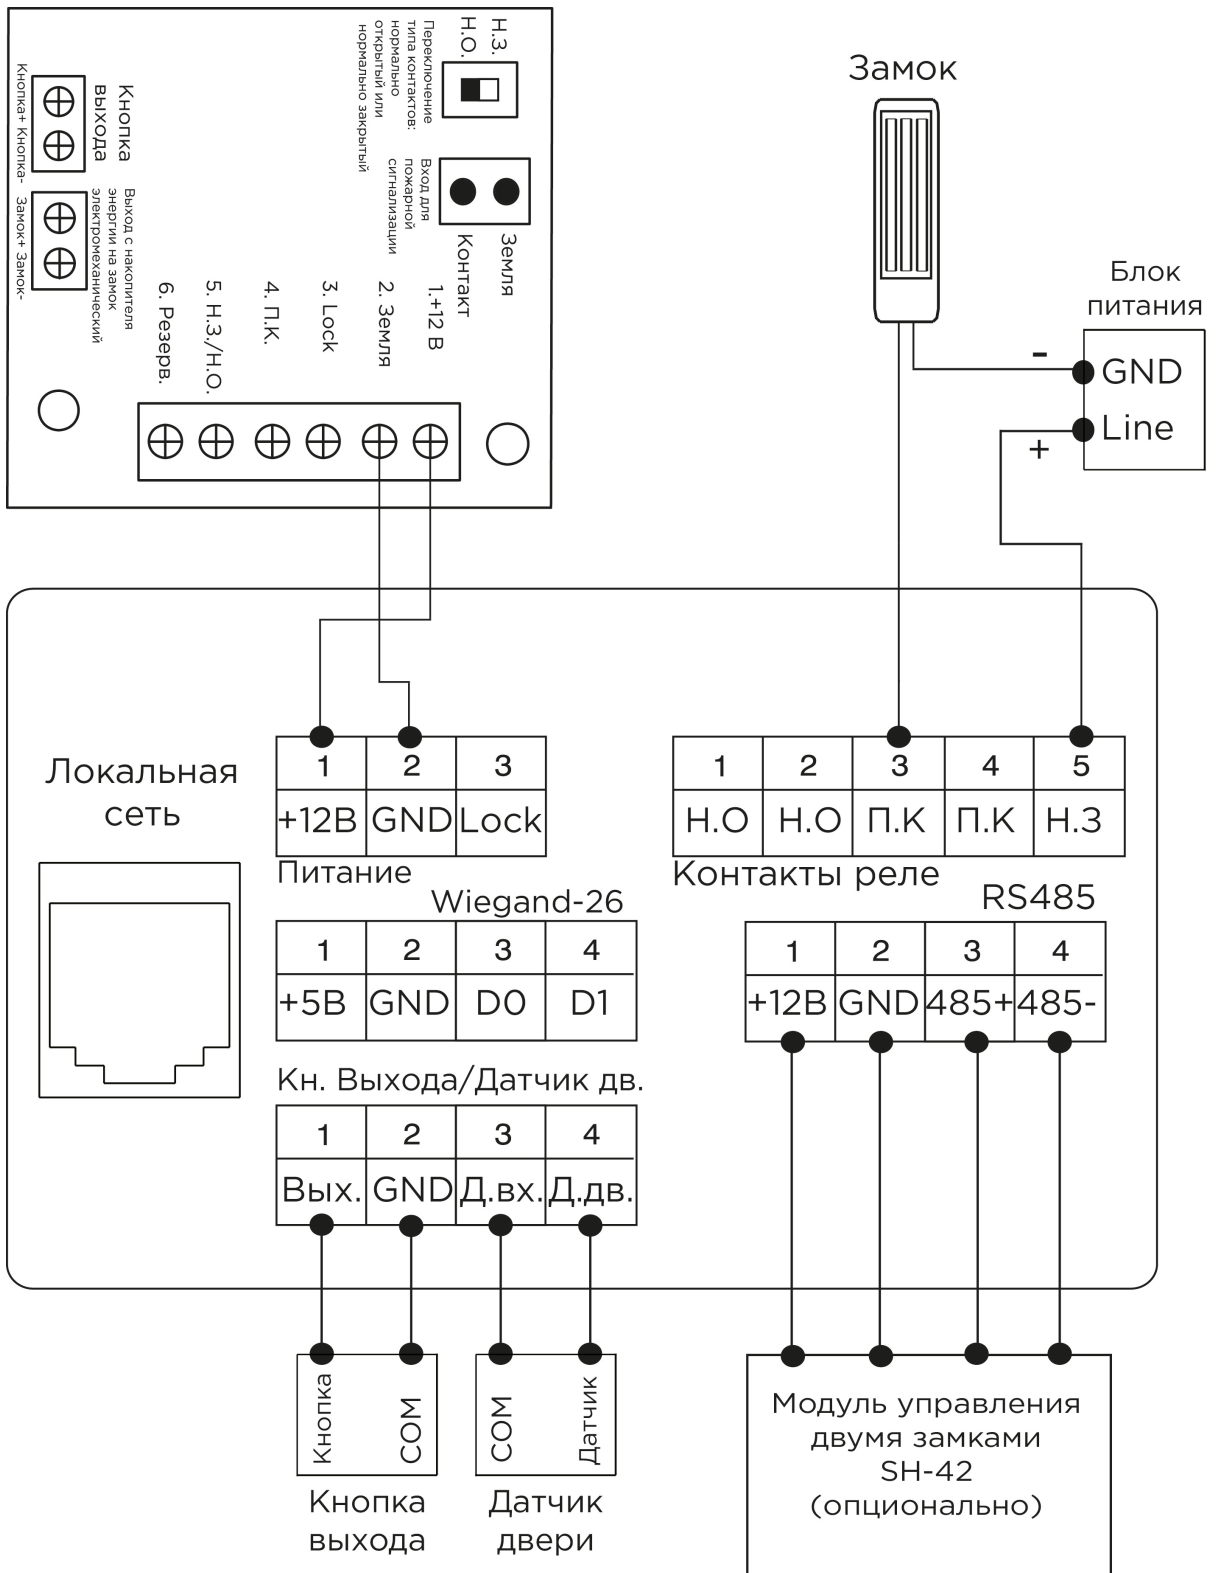 Н.З.
Н.О.
Переключение
типа контактов:
нормально
открытый или
нормально закрытый
Кнопка
выхода
Кнопка+ Кнопка-
Вход для
пожарной
сигнализации
Земля
Контакт
Выход с накопителя
энергии на замок
электромеханический
Замок+ Замок-
6. Резерв.
5. Н.З./Н.О.
4. П.К.
3. Lock
2. Земля
1.+12 В
Замок
Блок
питания
- GND
+ Line
Локальная
сеть
1 2 3
+12В GND Lock
Питание
1 2 3 4 5
Н.О Н.О П.К П.К Н.З
Контакты реле
Wiegand-26
1 2 3 4
+5В GND D0 D1
RS485
1 2 3 4
+12В GND 485+ 485-
Кн. Выхода/Датчик дв.
1 2 3 4
Вых. GND Д.вх. Д.дв.
Кнопка COM
Кнопка
выхода
COM Датчик
Датчик
двери
Модуль управления
двумя замками
SH-42
(опционально)